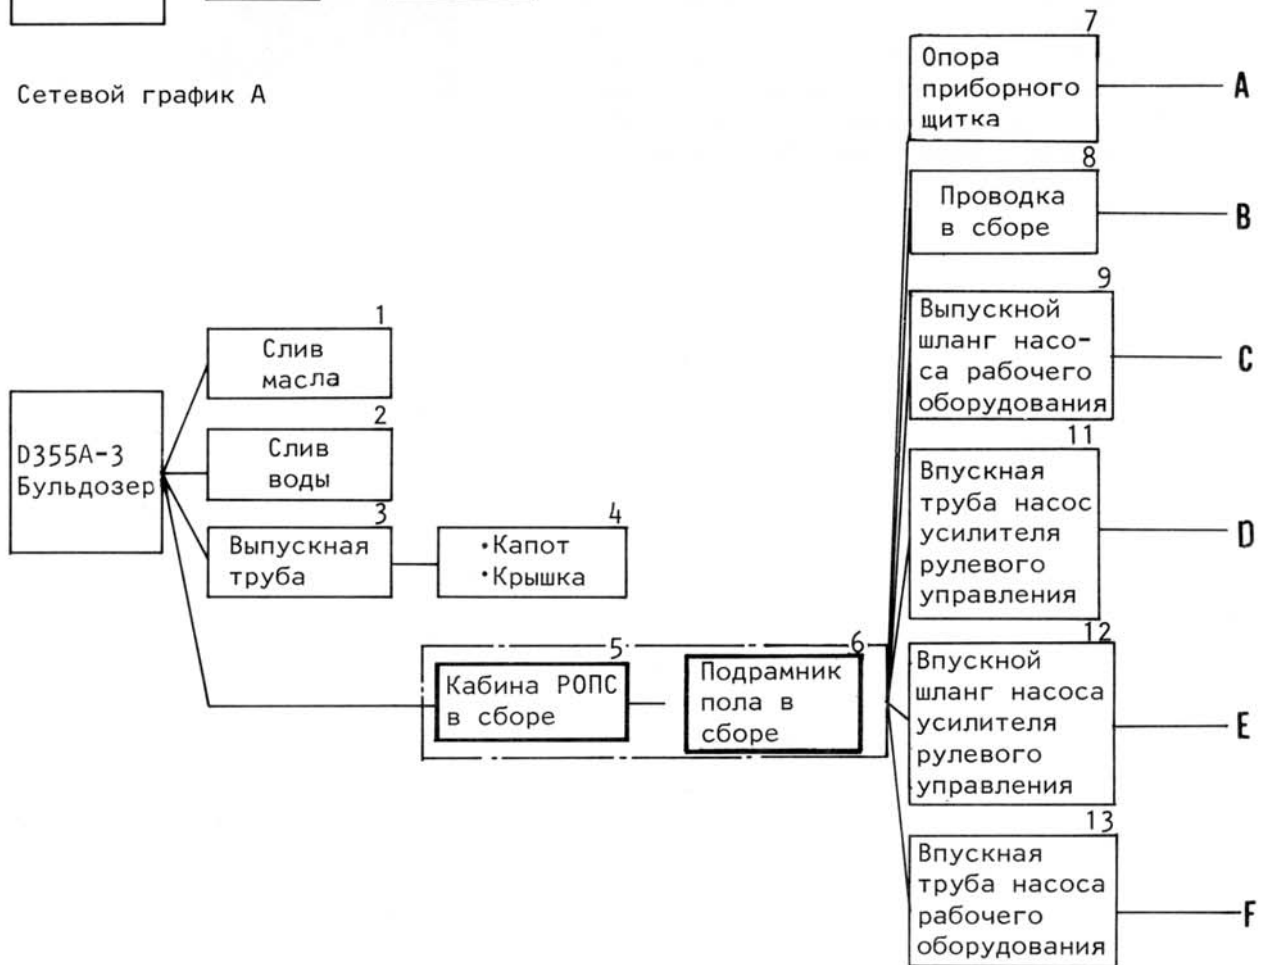 Сетевой график А
7
Опора
приборного
щитка
A
8
Проводка
в сборе
B
9
Выпускной
шланг насо-
са рабочего
оборудования
C
1
Слив
масла
2
Слив
воды
D355A-3
Бульдозер
3
Выпускная
труба
4
•Капот
•Крышка
11
Впускная
труба насос
усилителя
рулевого
управления
D
5
Кабина РОПС
в сборе
6
Подрамник
пола в
сборе
12
Впускной
шланг насоса
усилителя
рулевого
управления
E
13
Впускная
труба насоса
рабочего
оборудования
F